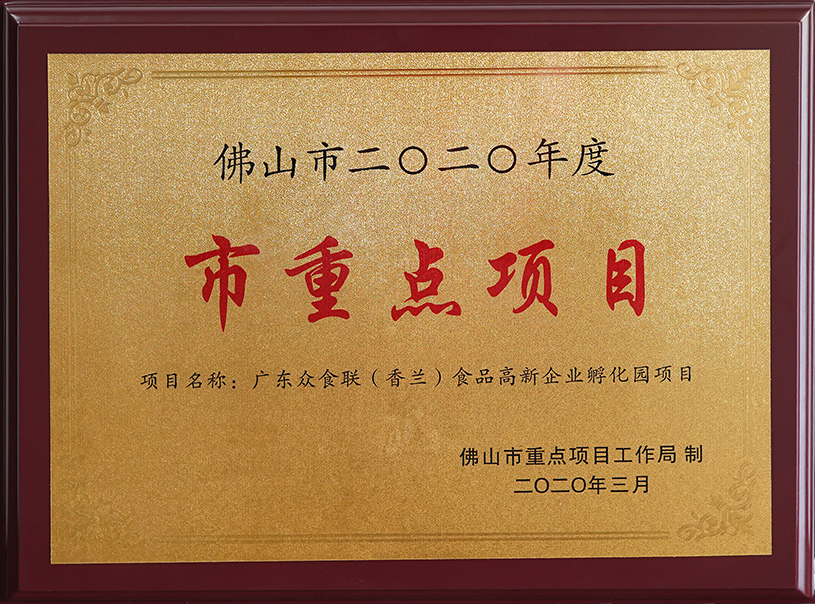 佛山市二〇二〇年度
市重点项目
项目名称：广东众食联（香兰）食品高新企业孵化园项目
佛山市重点项目工作局 制
二〇二〇年三月